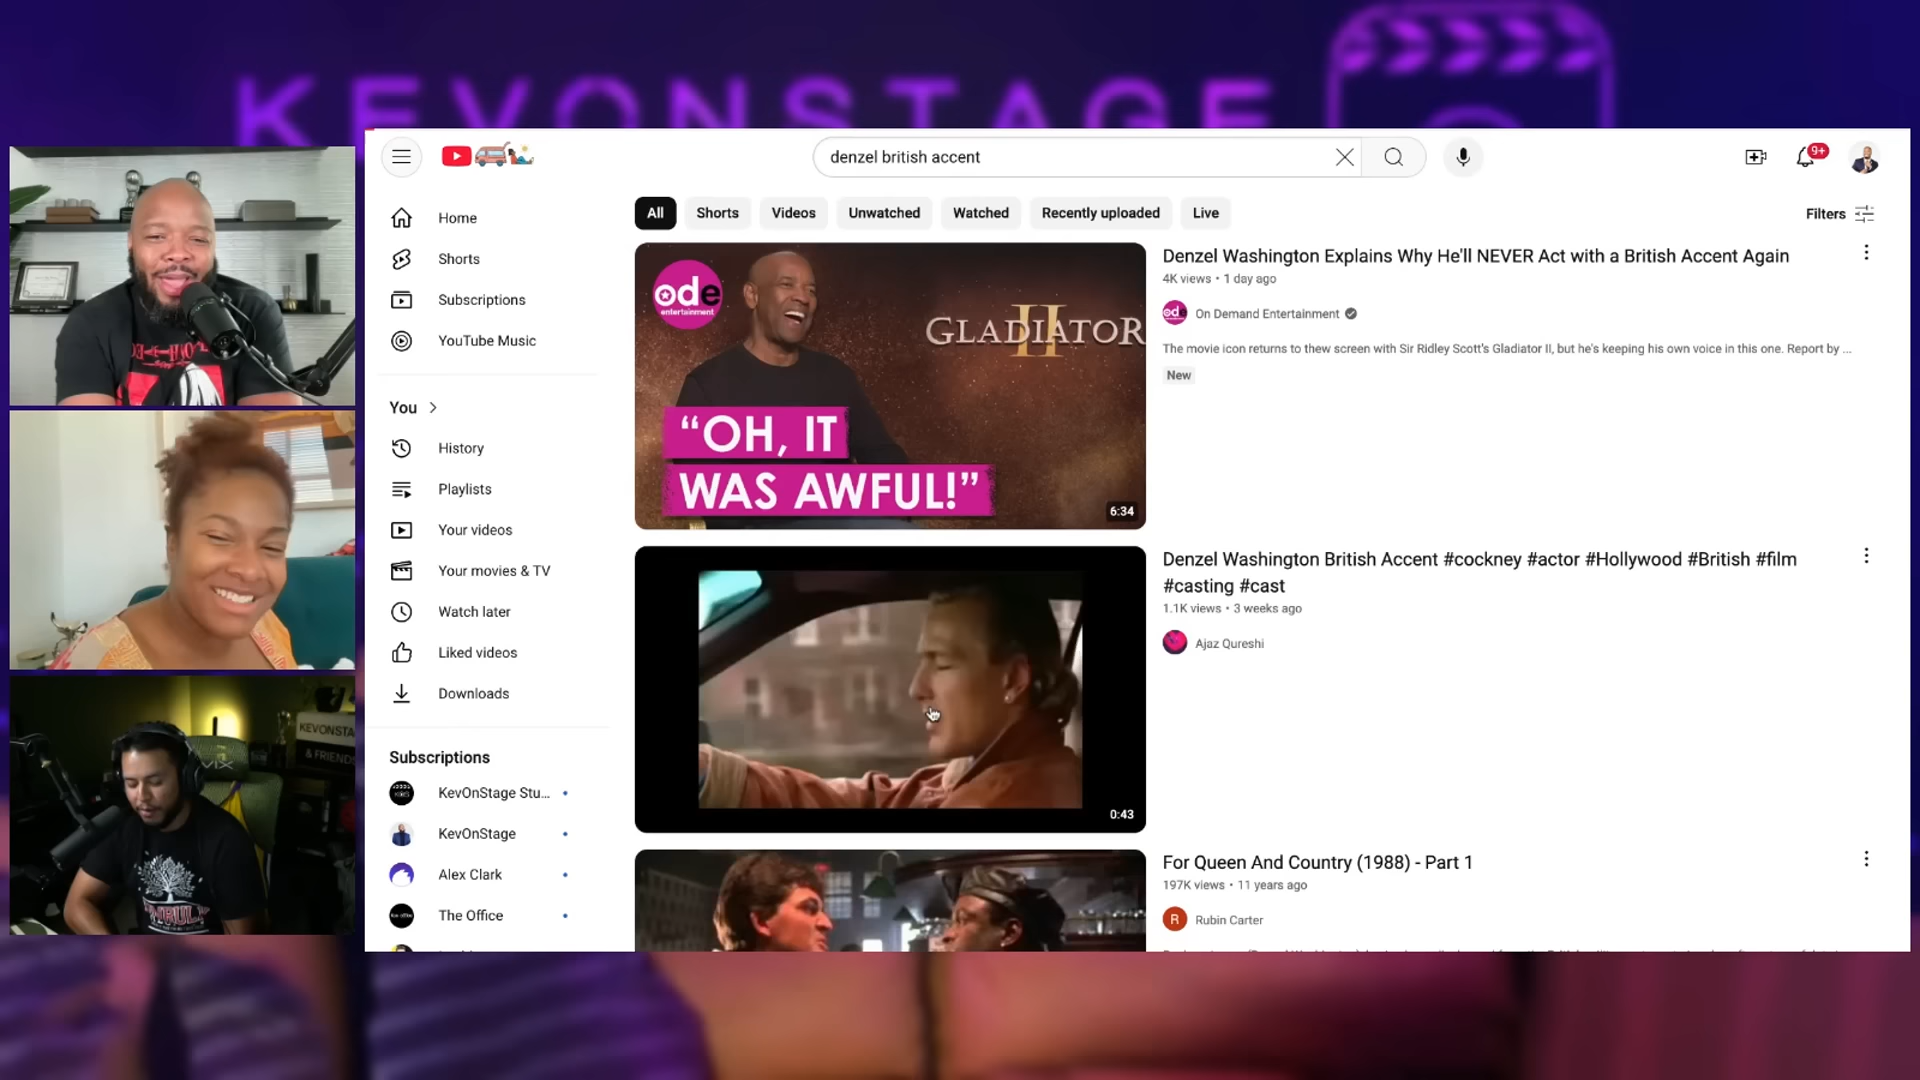 KEVONSTAGE
denzel british accent
9+
Home
Shorts
Subscriptions
YouTube Music
You
History
Playlists
Your videos
Your movies & TV
Watch later
Liked videos
Downloads
Subscriptions
KevOnStage Stu...
KevOnStage
Alex Clark
The Office
All
Shorts
Videos
Unwatched
Watched
Recently uploaded
Live
Filters
ode
entertainment
GLADIATOR
II
“OH, IT
WAS AWFUL!”
6:34
Denzel Washington Explains Why He'll NEVER Act with a British Accent Again
4K views • 1 day ago
On Demand Entertainment
The movie icon returns to thew screen with Sir Ridley Scott's Gladiator II, but he's keeping his own voice in this one. Report by ...
New
0:43
Denzel Washington British Accent #cockney #actor #Hollywood #British #film
#casting #cast
1.1K views • 3 weeks ago
Ajaz Qureshi
For Queen And Country (1988) - Part 1
197K views • 11 years ago
R
Rubin Carter
KEVONSTA
& FRIENDS
UNRULY